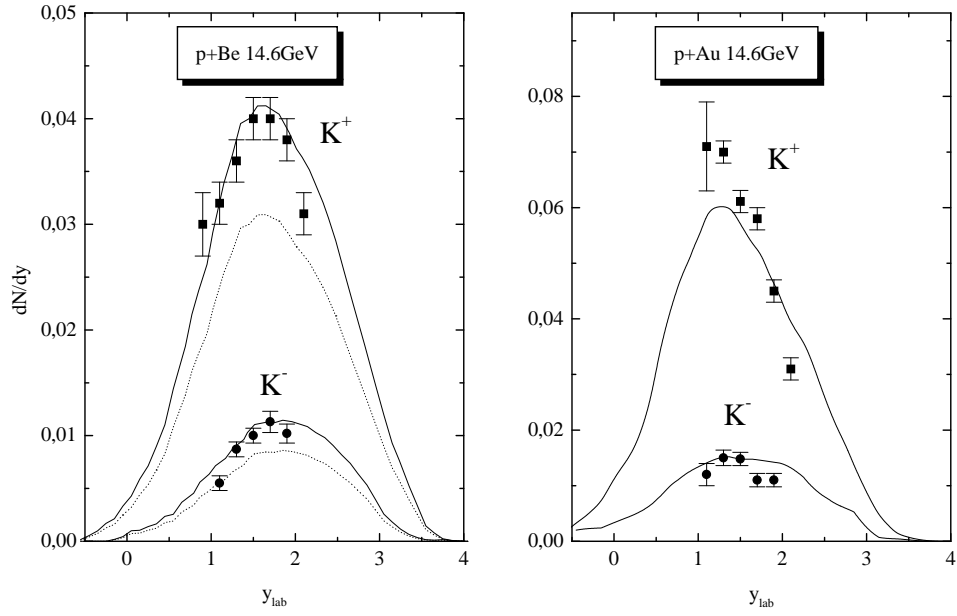 p+Be 14.6GeV
K⁺
K⁻
dN/dy
0,05
0,04
0,03
0,02
0,01
0,00
0 1 2 3 4
y_lab
p+Au 14.6GeV
K⁺
K⁻
0,08
0,06
0,04
0,02
0,00
0 1 2 3 4
y_lab